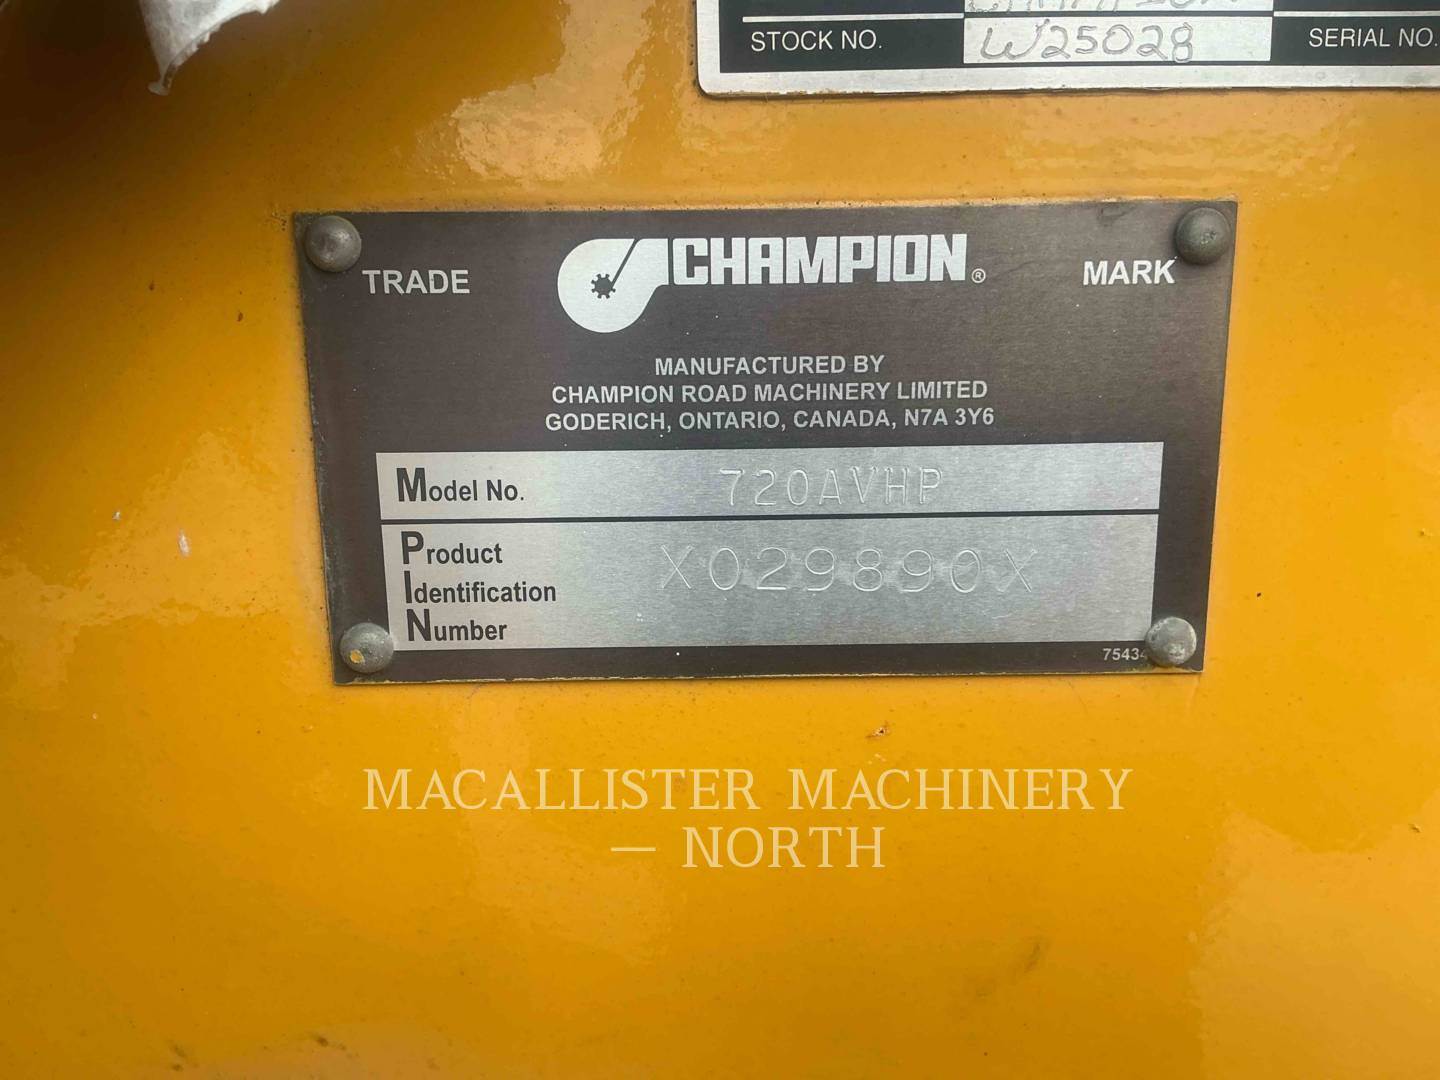 STOCK NO. W25028 SERIAL NO.
CHAMPION®
TRADE MARK
MANUFACTURED BY
CHAMPION ROAD MACHINERY LIMITED
GODERICH, ONTARIO, CANADA, N7A 3Y6
Model No. 720AVHP
Product
Identification X029890X
Number
MACALLISTER MACHINERY
— NORTH